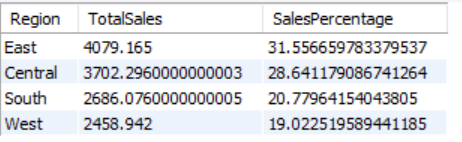 Region TotalSales SalesPercentage
East 4079.165 31.556659783379537
Central 3702.2960000000003 28.641179086741264
South 2686.0760000000005 20.77964154043805
West 2458.942 19.022519589441185